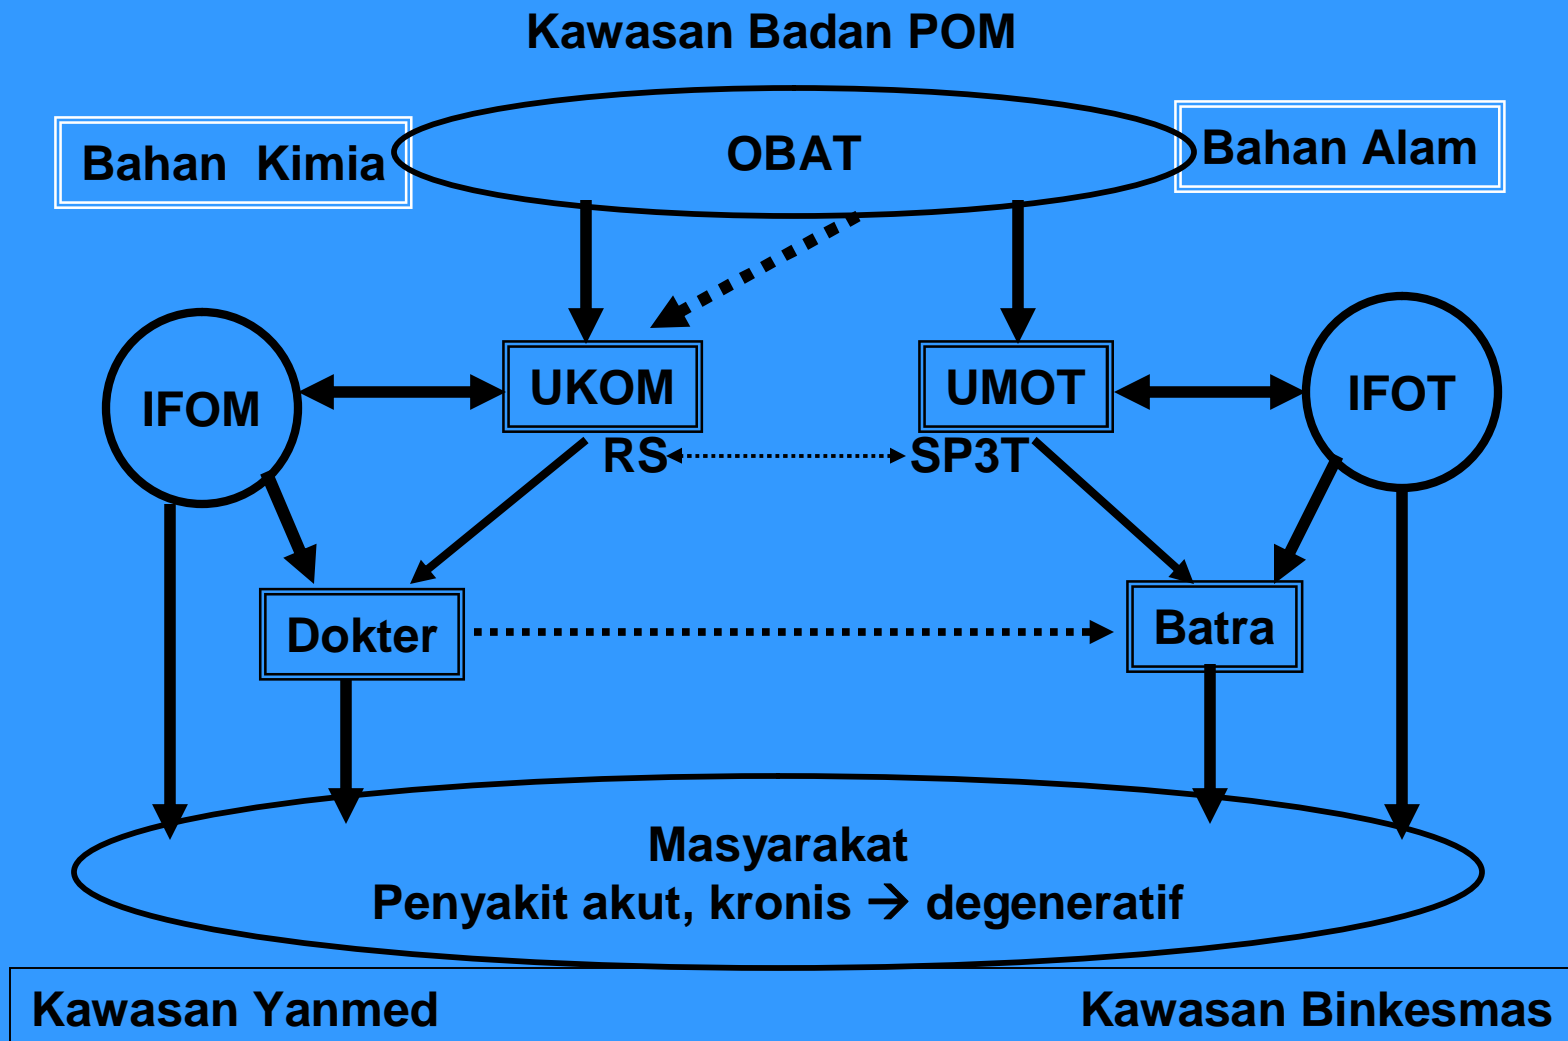 Kawasan Badan POM
Bahan Kimia
OBAT
Bahan Alam
IFOM
UKOM
UMOT
IFOT
RS
SP3T
Dokter
Batra
Masyarakat
Penyakit akut, kronis → degeneratif
Kawasan Yanmed
Kawasan Binkesmas